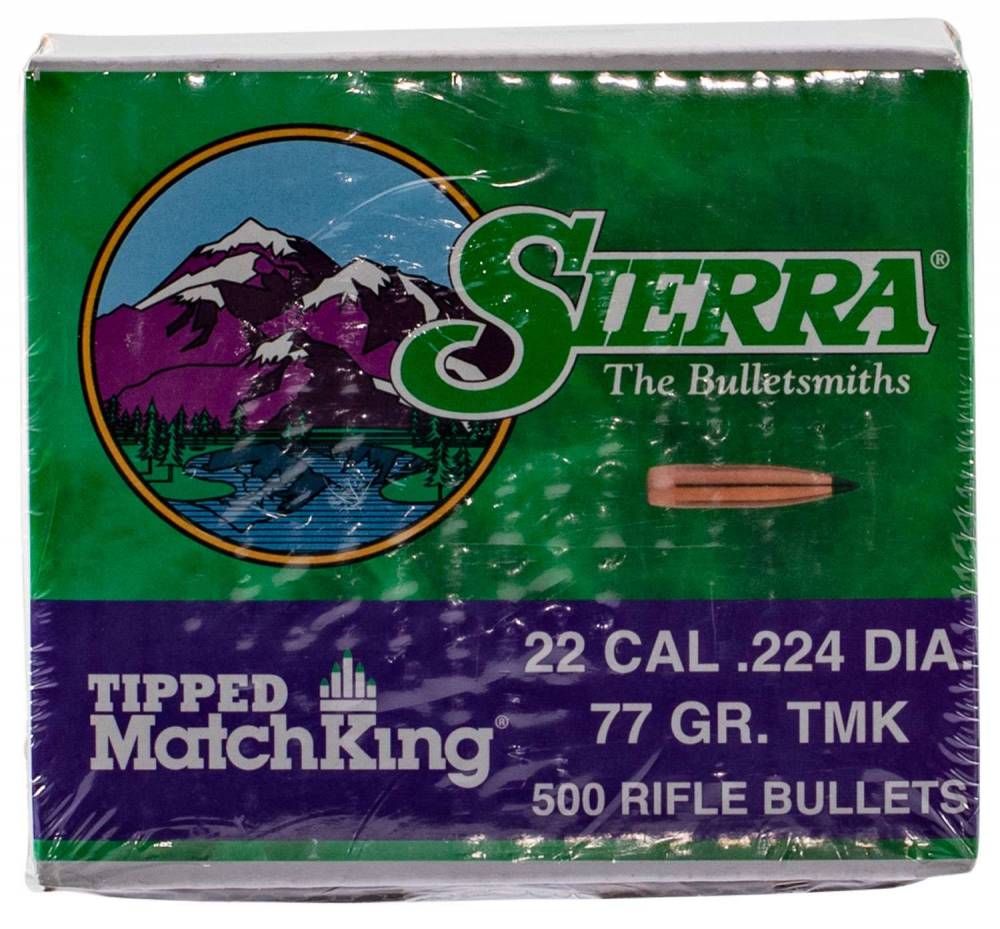 SIERRA®
The Bulletsmiths
22 CAL .224 DIA.
77 GR. TMK
500 RIFLE BULLETS
TIPPED
MatchKing®